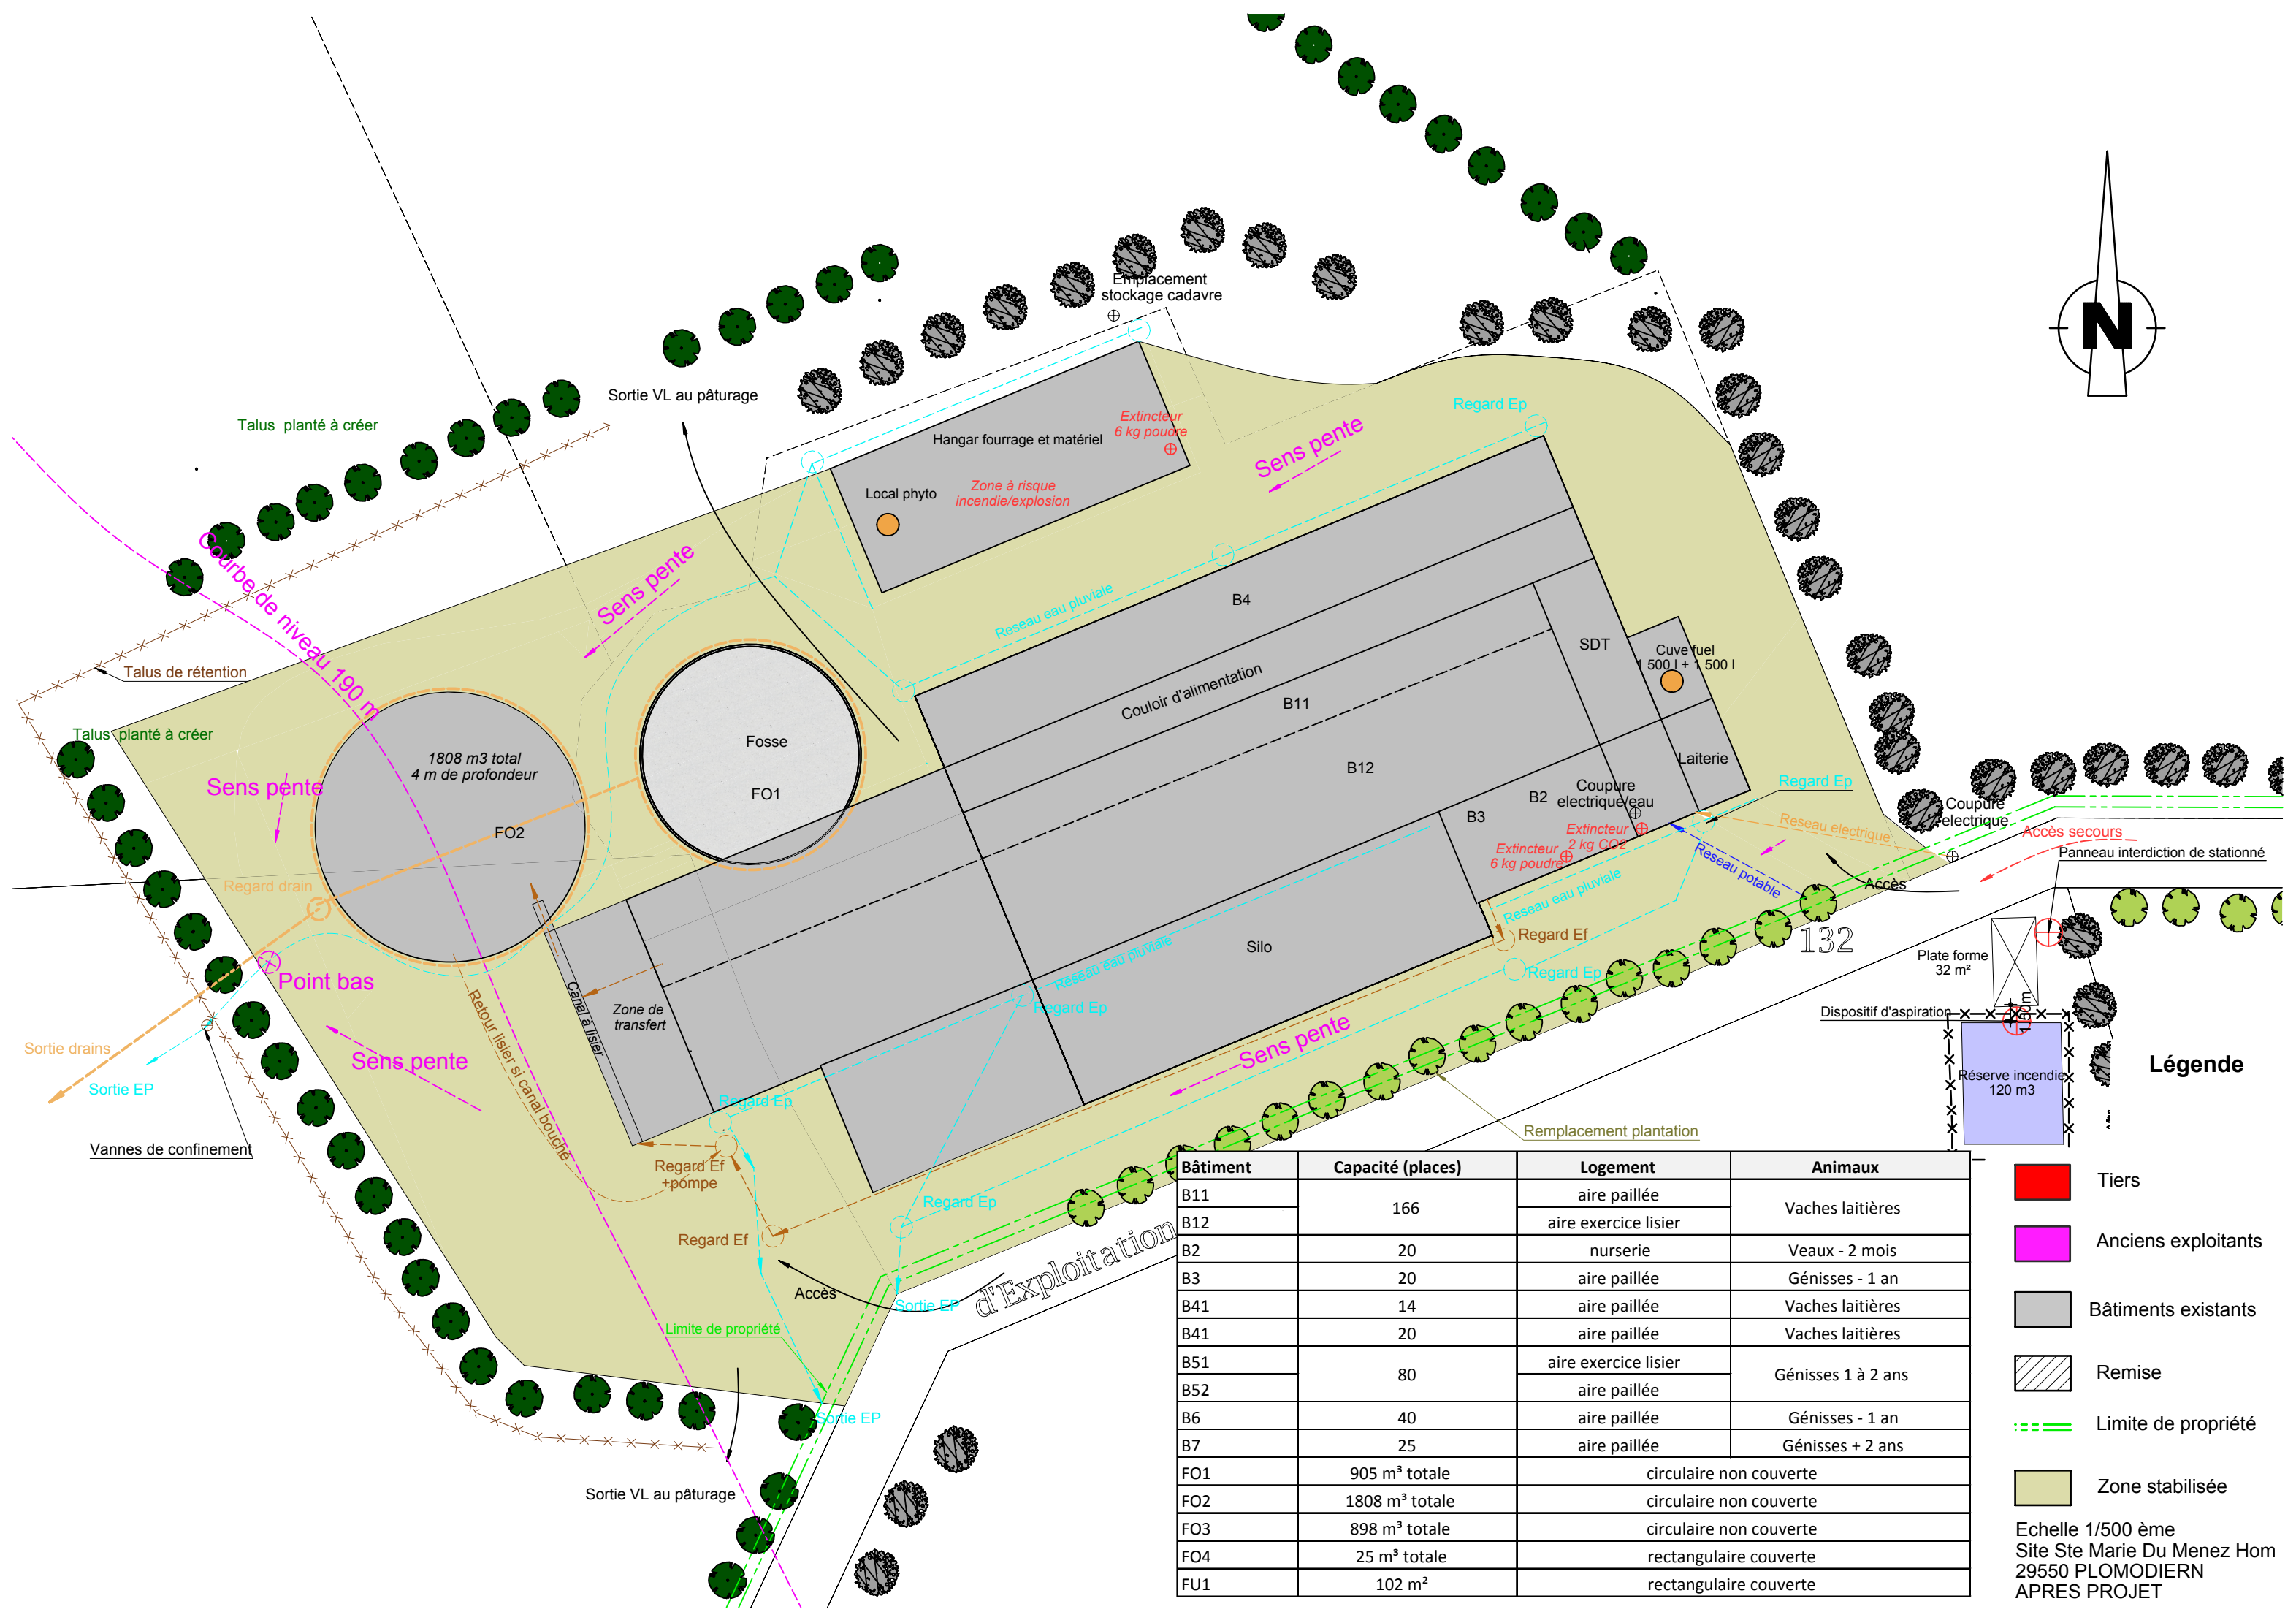 Emplacement
stockage cadavre
N
Sortie VL au pâturage
Regard Ep
Extincteur
6 kg poudre
Talus planté à créer
Hangar fourrage et matériel
Sens pente
Local phyto
Zone à risque
incendie/explosion
Courbe de niveau 190 m
Sens pente
Reseau eau pluviale
B4
SDT
Cuve fuel
1 500 l + 1 500 l
Talus de rétention
Couloir d'alimentation
B11
Talus planté à créer
Fosse
FO1
1808 m3 total
4 m de profondeur
FO2
Sens pente
B12
Laiterie
Regard Ep
Coupure
electrique/eau
B2
B3
Extincteur
2 kg CO2
Extincteur
6 kg poudre
Reseau electrique
Coupure
electrique
Accès secours
Panneau interdiction de stationné
Reseau potable
Accès
Regard drain
Reseau eau pluviale
Regard Ef
132
Silo
Plate forme
32 m²
Point bas
Regard Ep
Reseau eau pluviale
Canal à lisier
Zone de
transfert
Regard Ep
Dispositif d'aspiration
1.50m
Sortie drains
Sens pente
Retour lisier si canal bouché
Sens pente
Réserve incendie
120 m3
Sortie EP
Regard Ep
Vannes de confinement
Remplacement plantation
Regard Ef
+pompe
Regard Ep
Regard Ef
d'Exploitation
Accès
Sortie EP
Limite de propriété
Sortie EP
Sortie VL au pâturage
Bâtiment Capacité (places) Logement Animaux
B11 166 aire paillée Vaches laitières
B12 aire exercice lisier
B2 20 nurserie Veaux - 2 mois
B3 20 aire paillée Génisses - 1 an
B41 14 aire paillée Vaches laitières
B41 20 aire paillée Vaches laitières
B51 80 aire exercice lisier Génisses 1 à 2 ans
B52 aire paillée
B6 40 aire paillée Génisses - 1 an
B7 25 aire paillée Génisses + 2 ans
FO1 905 m³ totale circulaire non couverte
FO2 1808 m³ totale circulaire non couverte
FO3 898 m³ totale circulaire non couverte
FO4 25 m³ totale rectangulaire couverte
FU1 102 m² rectangulaire couverte
Légende
Tiers
Anciens exploitants
Bâtiments existants
Remise
Limite de propriété
Zone stabilisée
Echelle 1/500 ème
Site Ste Marie Du Menez Hom
29550 PLOMODIERN
APRES PROJET